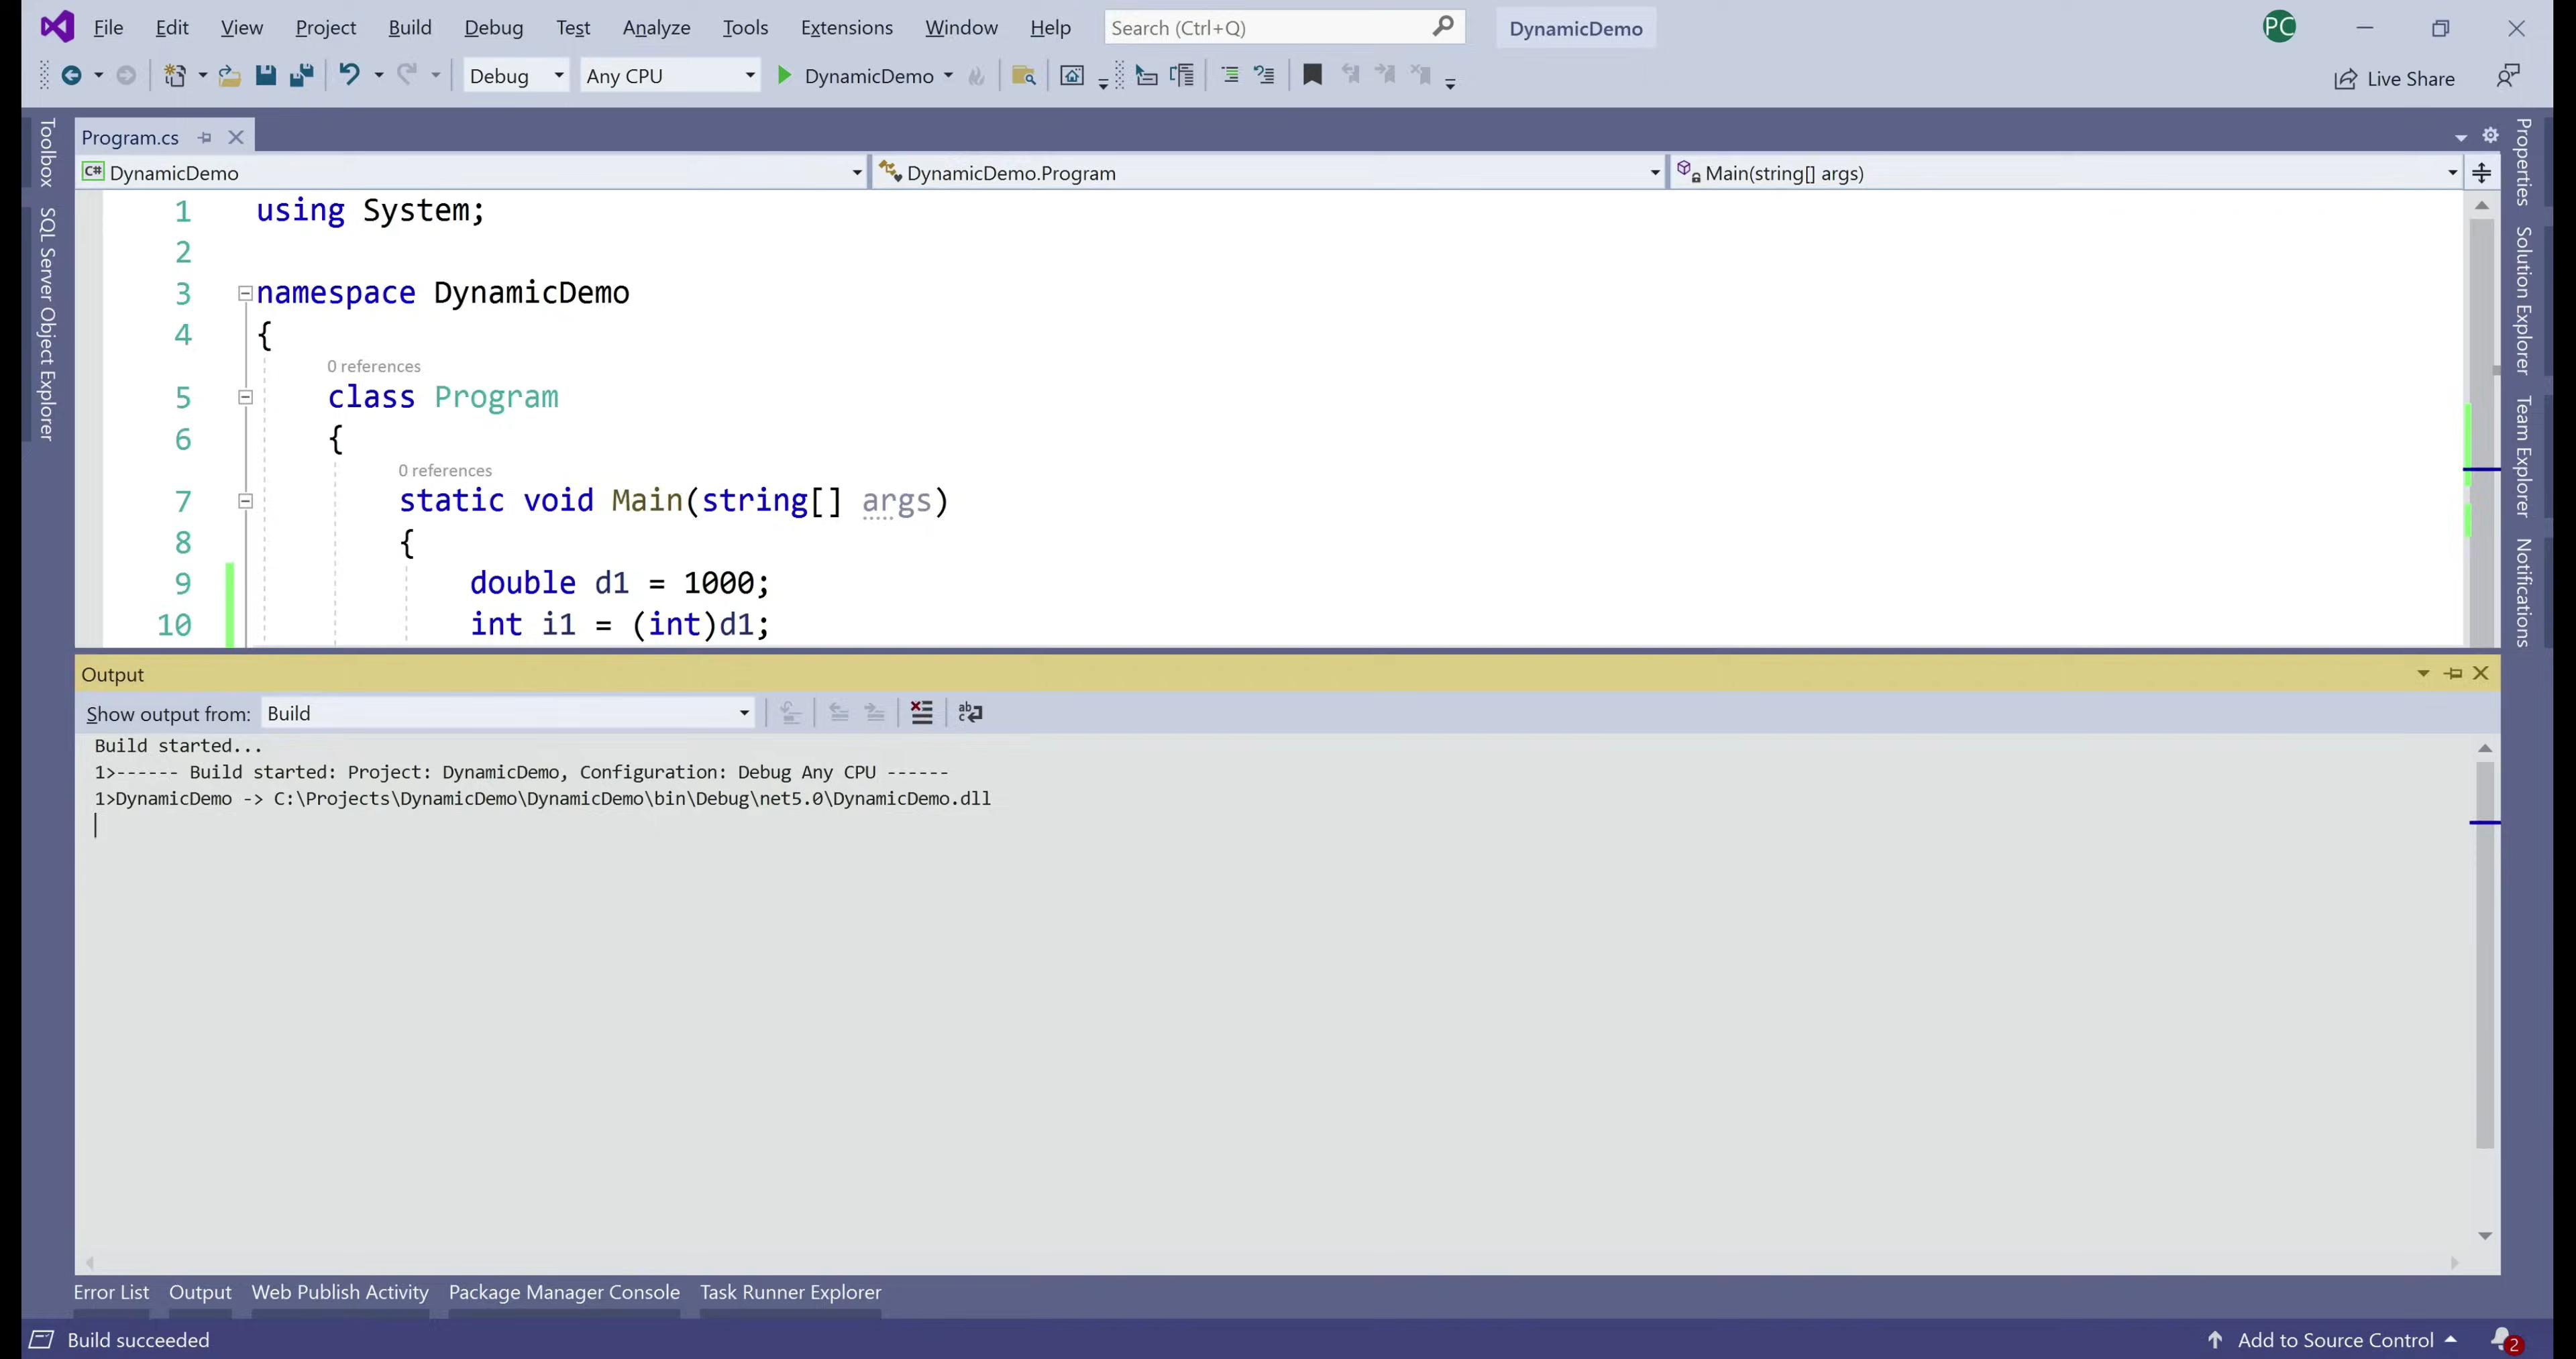 File Edit View Project Build Debug Test Analyze Tools Extensions Window Help Search (Ctrl+Q) DynamicDemo PC
Debug Any CPU DynamicDemo Live Share
Toolbox
SQL Server Object Explorer
Program.cs
C# DynamicDemo DynamicDemo.Program Main(string[] args)
1 using System;
2
3 namespace DynamicDemo
4 {
0 references
5 class Program
6 {
0 references
7 static void Main(string[] args)
8 {
9 double d1 = 1000;
10 int i1 = (int)d1;
Properties
Solution Explorer
Team Explorer
Notifications
Output
Show output from: Build
Build started...
1>------ Build started: Project: DynamicDemo, Configuration: Debug Any CPU ------
1>DynamicDemo -> C:\Projects\DynamicDemo\DynamicDemo\bin\Debug\net5.0\DynamicDemo.dll
Error List Output Web Publish Activity Package Manager Console Task Runner Explorer
Build succeeded Add to Source Control 2